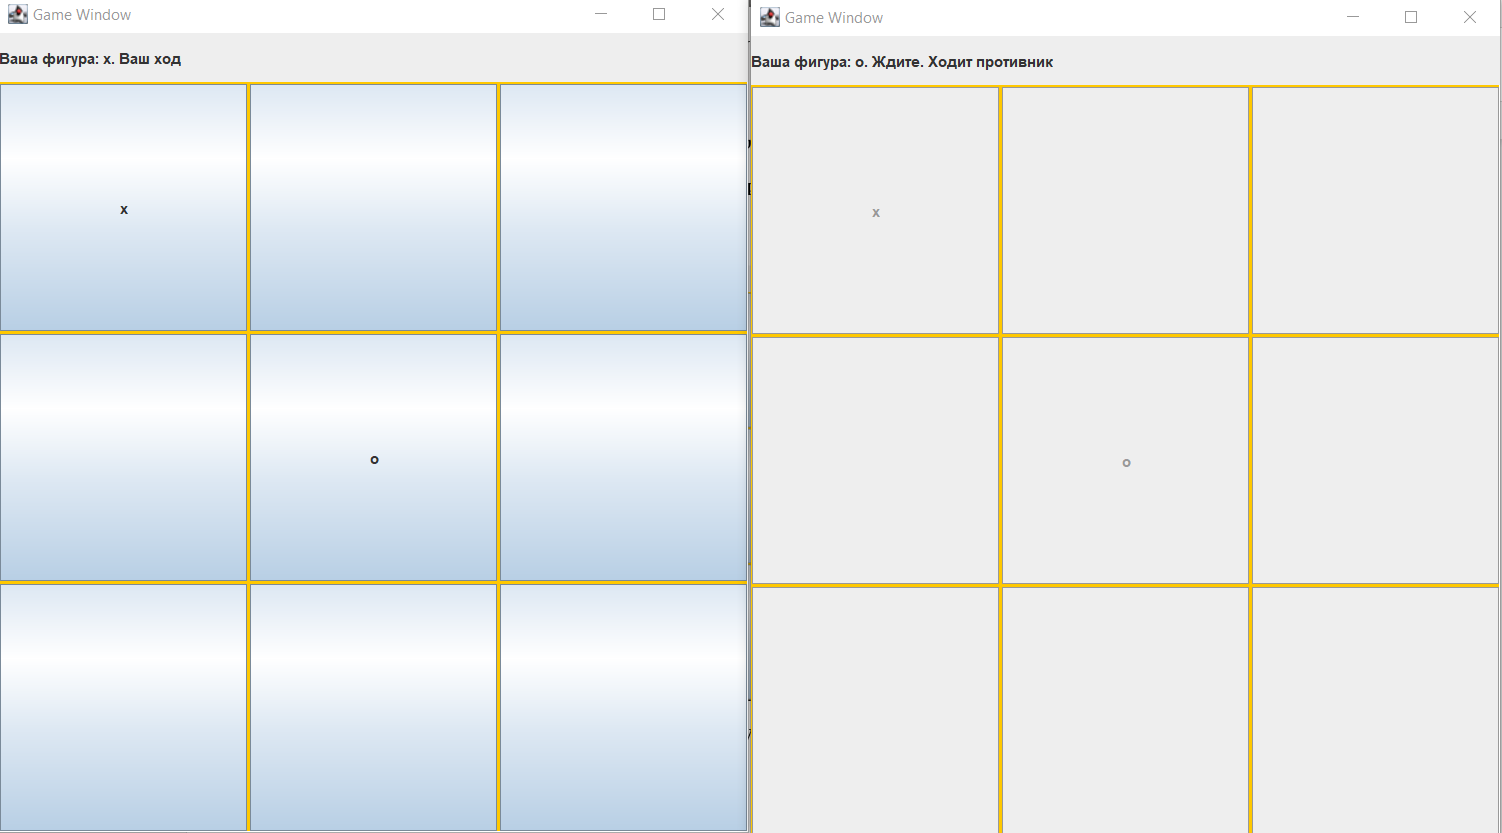 Game Window
Ваша фигура: x. Ваш ход
x
o
Game Window
Ваша фигура: o. Ждите. Ходит противник
x
o